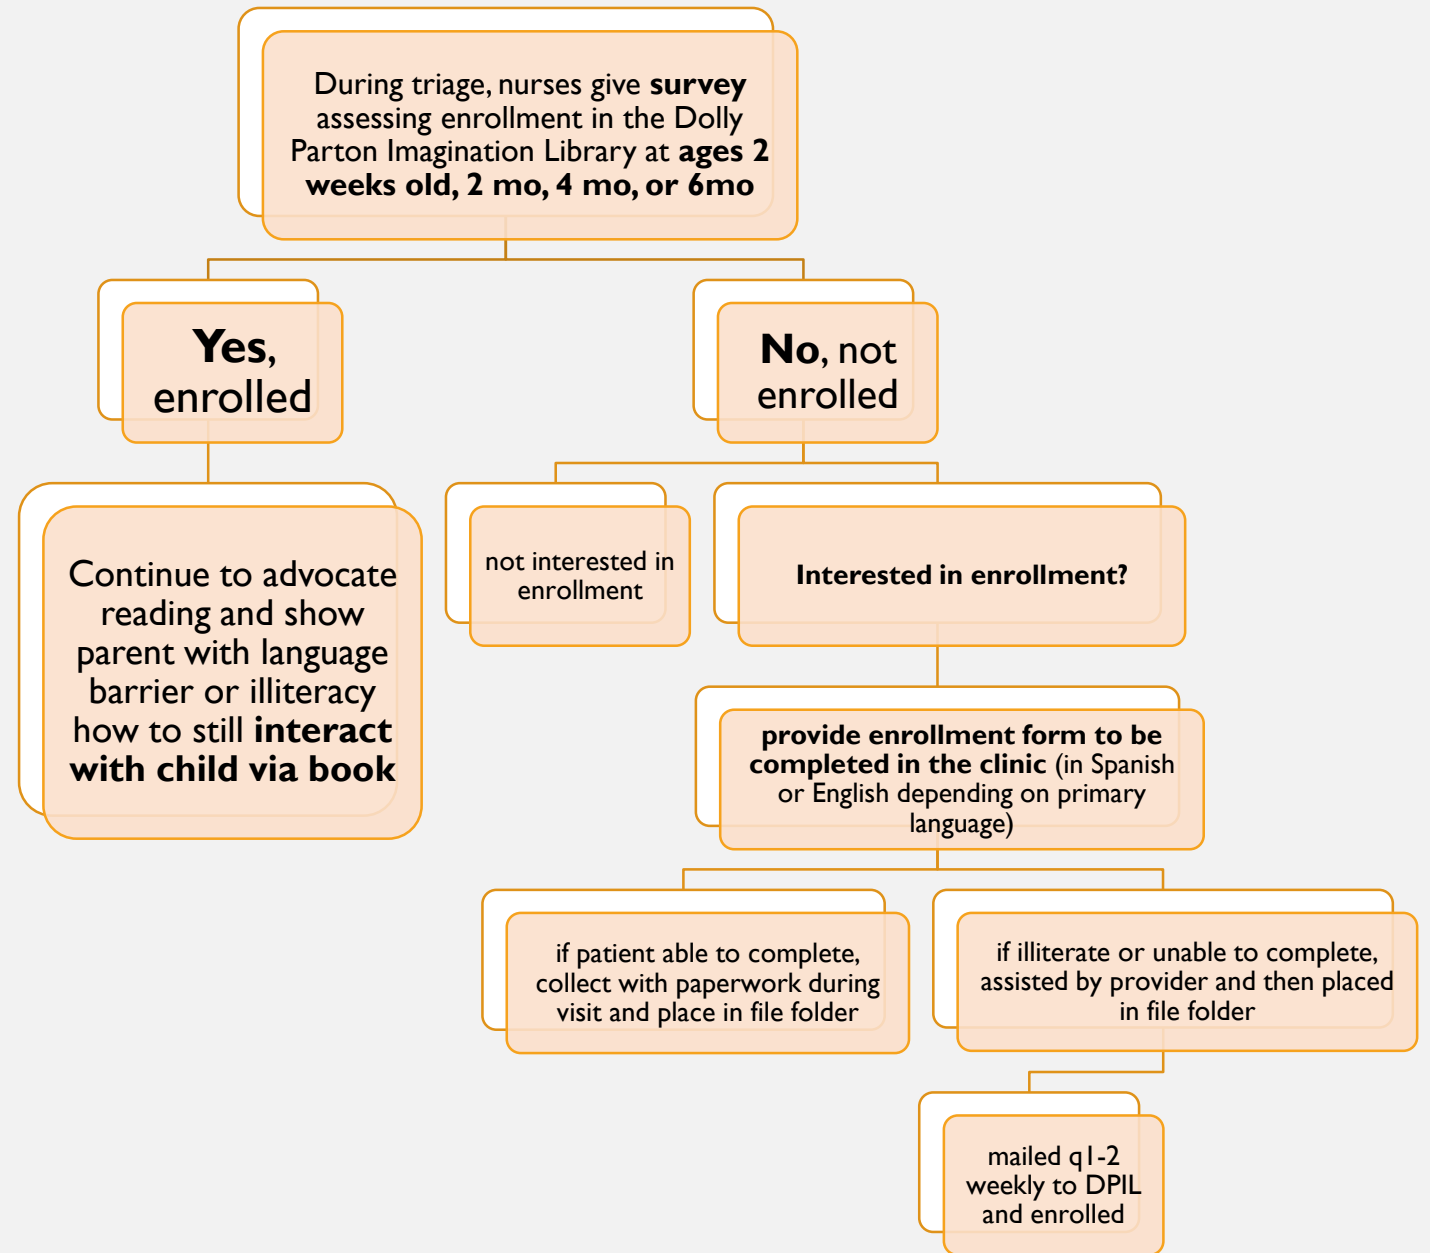 During triage, nurses give survey
assessing enrollment in the Dolly
Parton Imagination Library at ages 2
weeks old, 2 mo, 4 mo, or 6mo
Yes,
enrolled
No, not
enrolled
Continue to advocate
reading and show
parent with language
barrier or illiteracy
how to still interact
with child via book
not interested in
enrollment
Interested in enrollment?
provide enrollment form to be
completed in the clinic (in Spanish
or English depending on primary
language)
if patient able to complete,
collect with paperwork during
visit and place in file folder
if illiterate or unable to complete,
assisted by provider and then placed
in file folder
mailed q1-2
weekly to DPIL
and enrolled